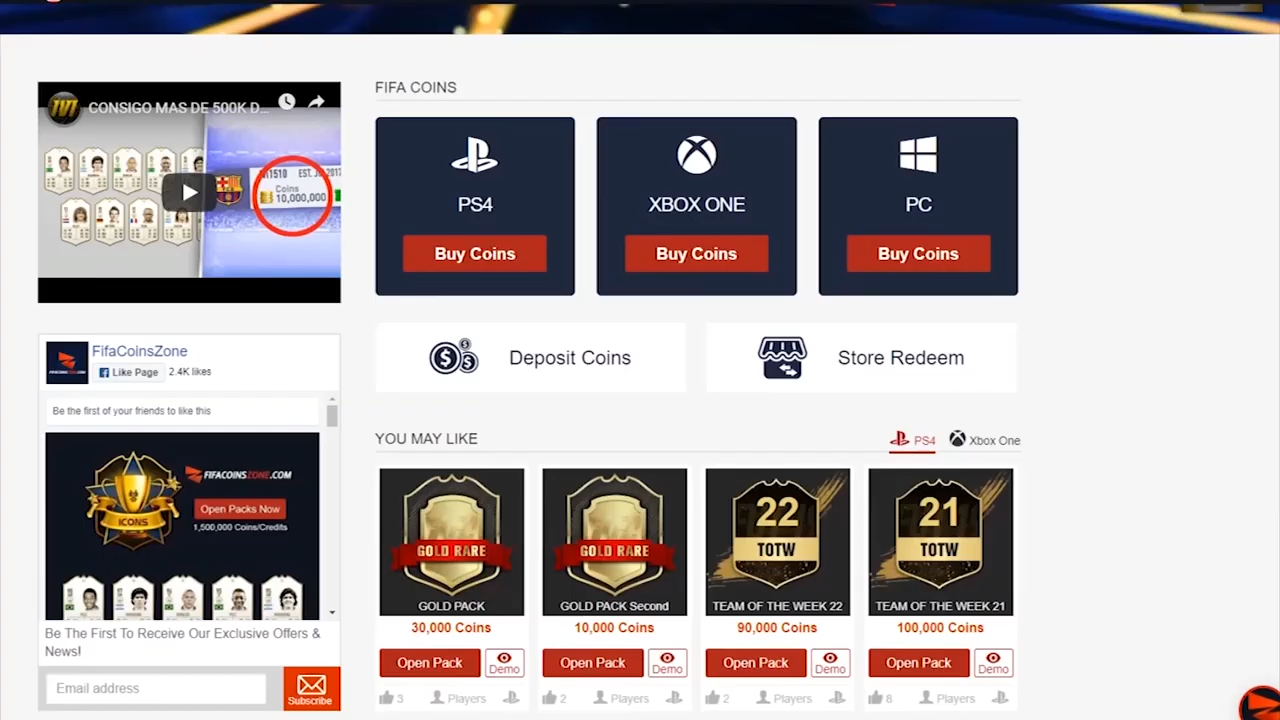 FIFA COINS
CONSIGO MAS DE 500K D...
EST. JUL 2017
Coins
10,000,000
PS4
Buy Coins
XBOX ONE
Buy Coins
PC
Buy Coins
FifaCoinsZone
Like Page
2.4K likes
Be the first of your friends to like this
FIFACOINSZONE.COM
Open Packs Now
1,500,000 Coins/Credits
ICONS
Be The First To Receive Our Exclusive Offers &
News!
Email address
Subscribe
Deposit Coins
Store Redeem
YOU MAY LIKE
PS4
Xbox One
GOLD RARE
GOLD PACK
30,000 Coins
Open Pack
Demo
3
Players
GOLD RARE
GOLD PACK Second
10,000 Coins
Open Pack
Demo
2
Players
22
TOTW
TEAM OF THE WEEK 22
90,000 Coins
Open Pack
Demo
2
Players
21
TOTW
TEAM OF THE WEEK 21
100,000 Coins
Open Pack
Demo
8
Players